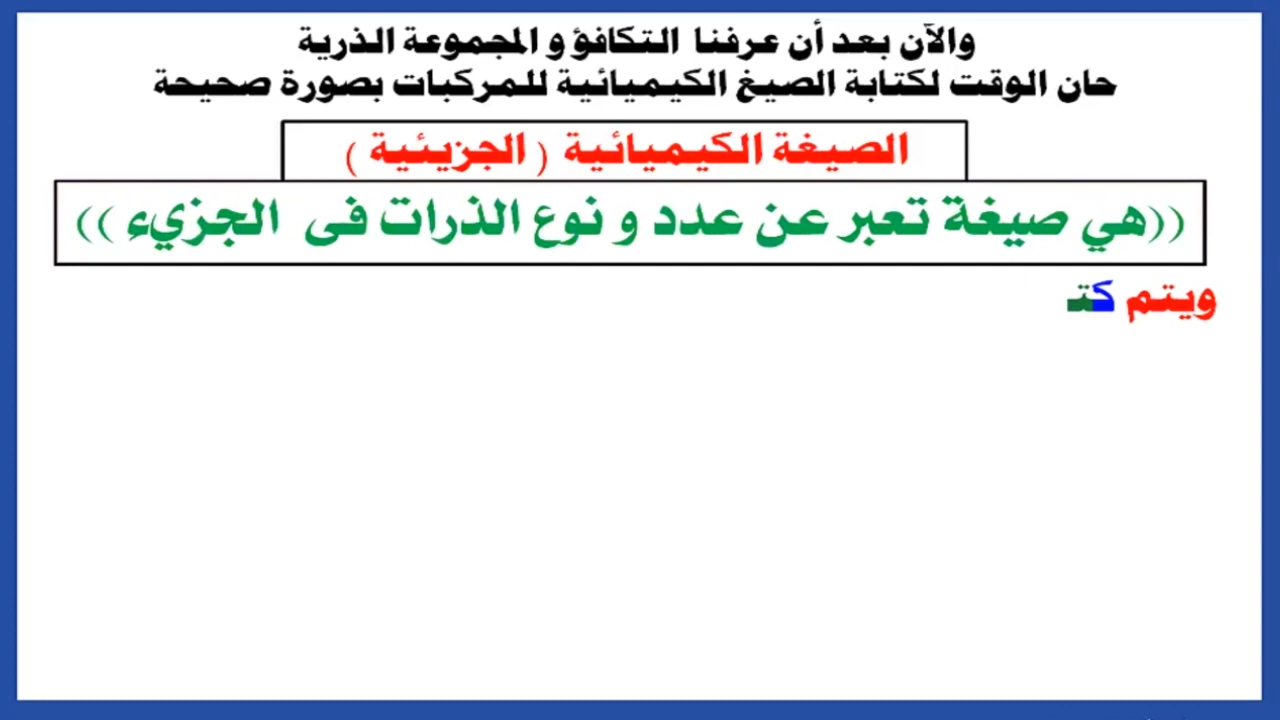 والآن بعد أن عرفنا التكافؤ و المجموعة الذرية
حان الوقت لكتابة الصيغ الكيميائية للمركبات بصورة صحيحة
الصيغة الكيميائية ( الجزيئية )
((هي صيغة تعبر عن عدد و نوع الذرات فى الجزيء ))
ويتم كتـ